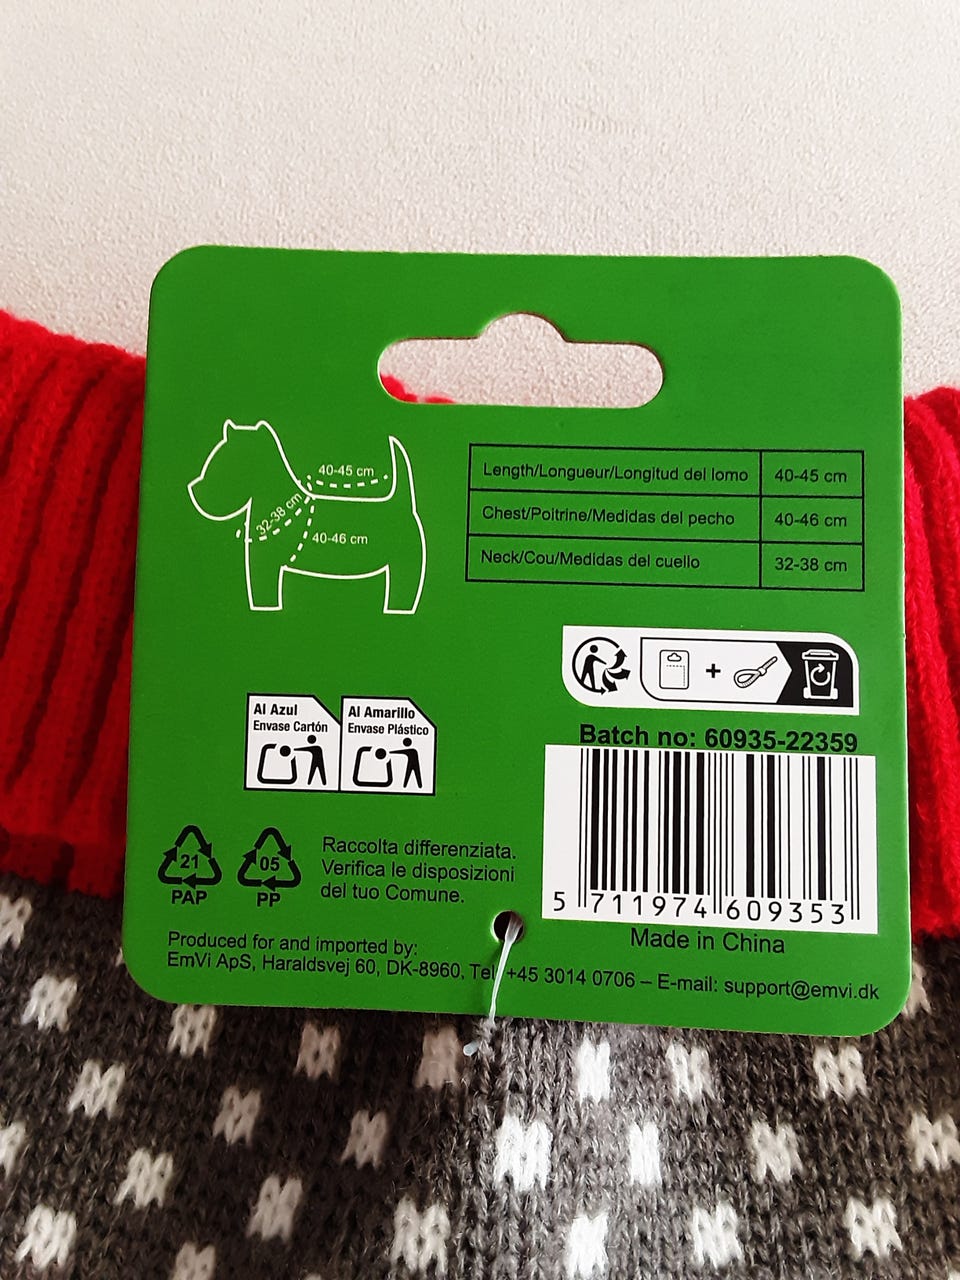 40-45 cm
32-38 cm
40-46 cm
Length/Longueur/Longitud del lomo 40-45 cm
Chest/Poitrine/Medidas del pecho 40-46 cm
Neck/Cou/Medidas del cuello 32-38 cm
+
Al Azul
Envase Cartón
Al Amarillo
Envase Plástico
Batch no: 60935-22359
5 711974 609353
21
PAP
05
PP
Raccolta differenziata.
Verifica le disposizioni
del tuo Comune.
Made in China
Produced for and imported by:
EmVi ApS, Haraldsvej 60, DK-8960, Tel +45 3014 0706 – E-mail: support@emvi.dk